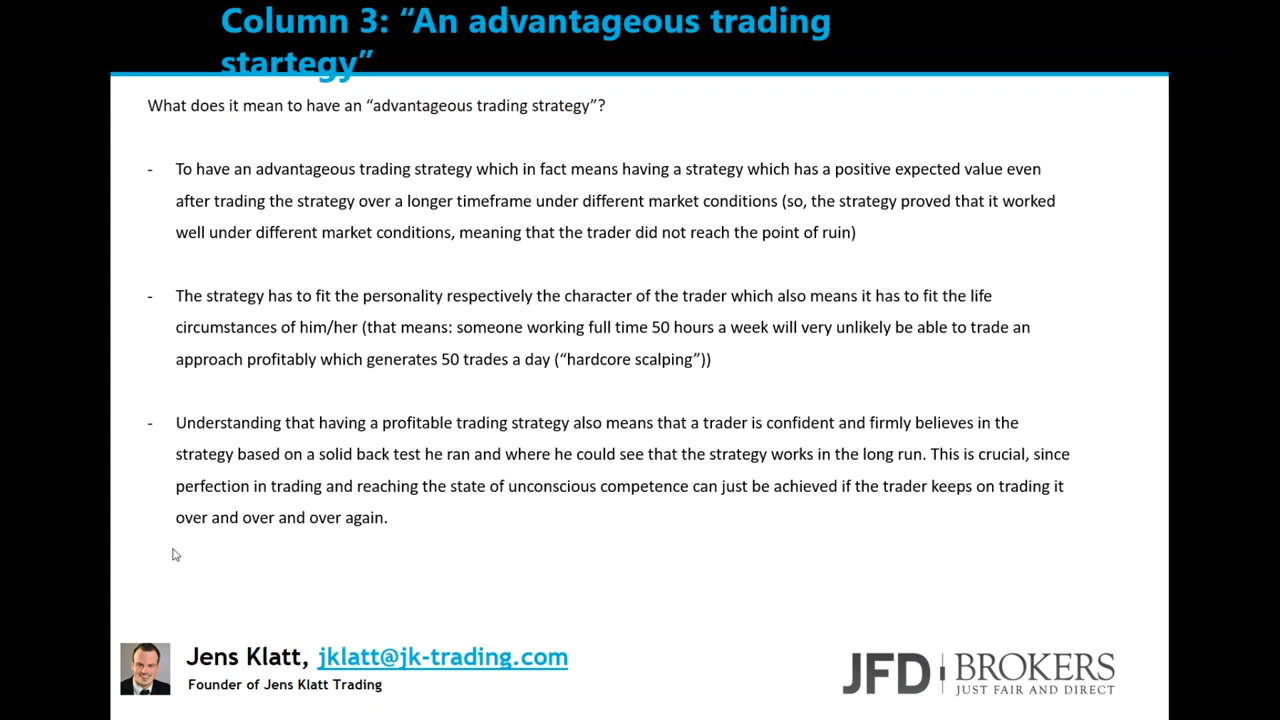 Column 3: “An advantageous trading
startegy”
What does it mean to have an “advantageous trading strategy”?
- To have an advantageous trading strategy which in fact means having a strategy which has a positive expected value even
after trading the strategy over a longer timeframe under different market conditions (so, the strategy proved that it worked
well under different market conditions, meaning that the trader did not reach the point of ruin)
- The strategy has to fit the personality respectively the character of the trader which also means it has to fit the life
circumstances of him/her (that means: someone working full time 50 hours a week will very unlikely be able to trade an
approach profitably which generates 50 trades a day (“hardcore scalping”))
- Understanding that having a profitable trading strategy also means that a trader is confident and firmly believes in the
strategy based on a solid back test he ran and where he could see that the strategy works in the long run. This is crucial, since
perfection in trading and reaching the state of unconscious competence can just be achieved if the trader keeps on trading it
over and over and over again.
Jens Klatt, jklatt@jk-trading.com
Founder of Jens Klatt Trading
JFD BROKERS
JUST FAIR AND DIRECT